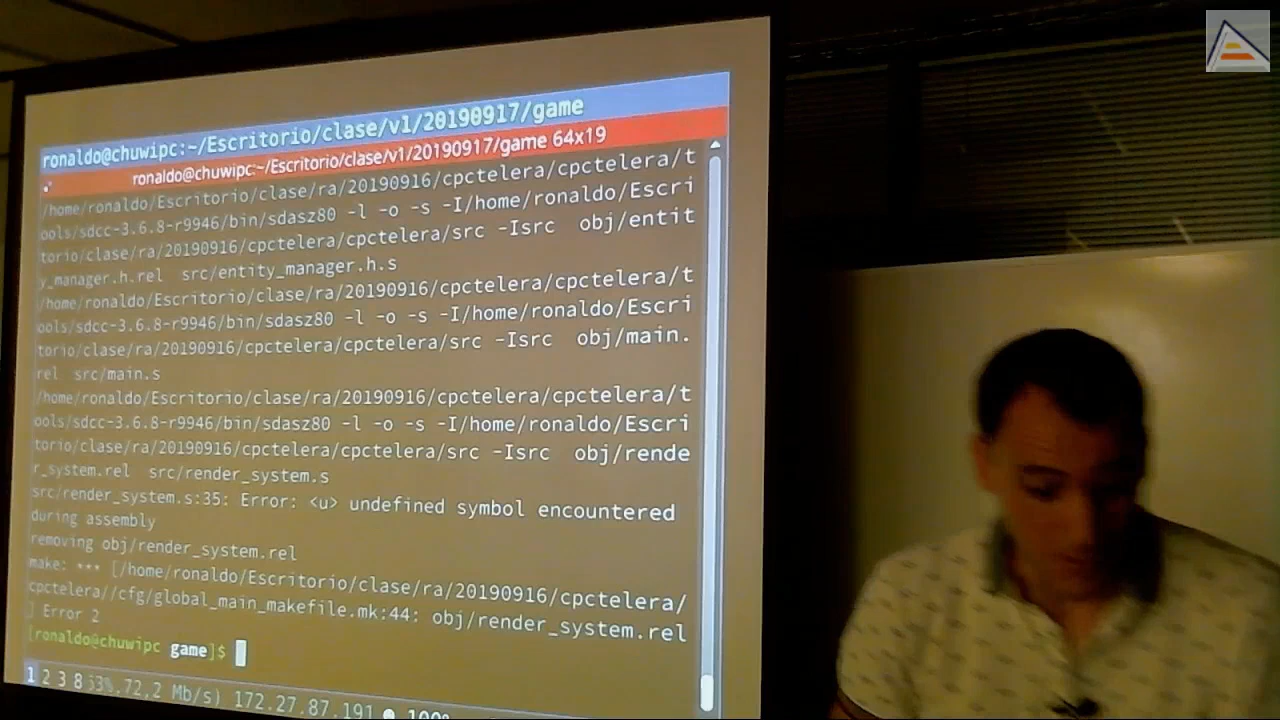 ronaldo@chuwipc:~/Escritorio/clase/v1/20190917/game
ronaldo@chuwipc:~/Escritorio/clase/v1/20190917/game 64x19
/home/ronaldo/Escritorio/clase/ra/20190916/cpctelera/cpctelera/t
ools/sdcc-3.6.8-r9946/bin/sdasz80 -l -o -s -I/home/ronaldo/Escri
torio/clase/ra/20190916/cpctelera/cpctelera/src -Isrc obj/entit
y_manager.h.rel src/entity_manager.h.s
/home/ronaldo/Escritorio/clase/ra/20190916/cpctelera/cpctelera/t
ools/sdcc-3.6.8-r9946/bin/sdasz80 -l -o -s -I/home/ronaldo/Escri
torio/clase/ra/20190916/cpctelera/cpctelera/src -Isrc obj/main.
rel src/main.s
/home/ronaldo/Escritorio/clase/ra/20190916/cpctelera/cpctelera/t
ools/sdcc-3.6.8-r9946/bin/sdasz80 -l -o -s -I/home/ronaldo/Escri
torio/clase/ra/20190916/cpctelera/cpctelera/src -Isrc obj/rende
r_system.rel src/render_system.s
src/render_system.s:35: Error: <u> undefined symbol encountered
during assembly
removing obj/render_system.rel
make: *** [/home/ronaldo/Escritorio/clase/ra/20190916/cpctelera/
cpctelera//cfg/global_main_makefile.mk:44: obj/render_system.rel
] Error 2
[ronaldo@chuwipc game]$
1 2 3 8 53%, 72,2 Mb/s) 172.27.87.191 100%